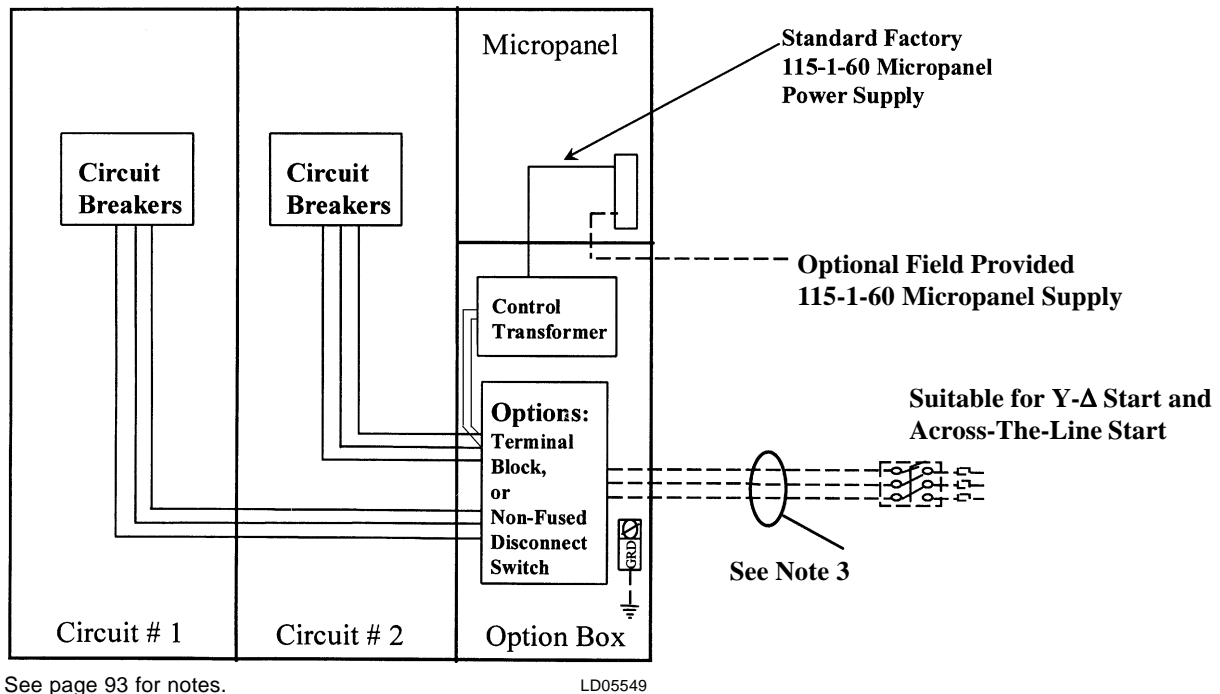 Micropanel
Standard Factory
115-1-60 Micropanel
Power Supply
Circuit
Breakers
Circuit
Breakers
Optional Field Provided
115-1-60 Micropanel Supply
Control
Transformer
Suitable for Y-Δ Start and
Across-The-Line Start
Options:
Terminal
Block,
or
Non-Fused
Disconnect
Switch
GRD
See Note 3
Circuit # 1
Circuit # 2
Option Box
See page 93 for notes.
LD05549